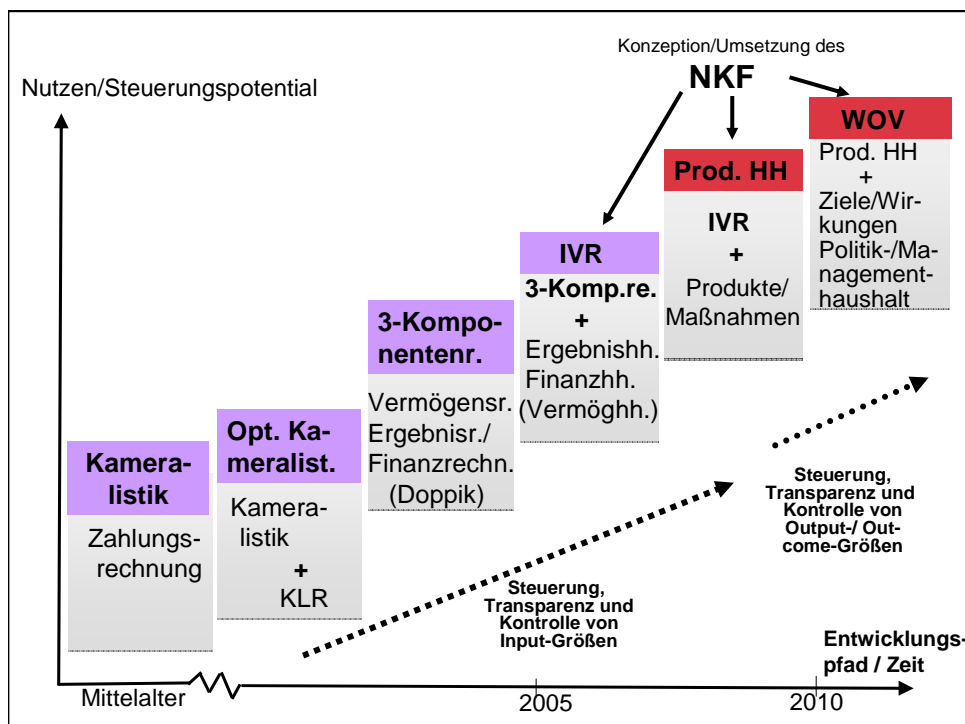 Konzeption/Umsetzung des
NKF
Nutzen/Steuerungspotential
WOV
Prod. HH
+
Ziele/Wir-
kungen
Politik-/Ma-
nagement-
haushalt
Prod. HH
IVR
+
Produkte/
Maßnahmen
IVR
3-Komp.re.
+
Ergebnishh.
Finanzhh.
(Vermöghh.)
3-Kompo-
nentenr.
Vermögensr.
Ergebnisr./
Finanzrechn.
(Doppik)
Opt. Ka-
meralist.
Kamera-
listik
+
KLR
Kamera-
listik
Zahlungs-
rechnung
Steuerung,
Transparenz und
Kontrolle von
Output-/ Out-
come-Größen
Steuerung,
Transparenz und
Kontrolle von
Input-Größen
Entwicklungs-
pfad / Zeit
Mittelalter
2005
2010